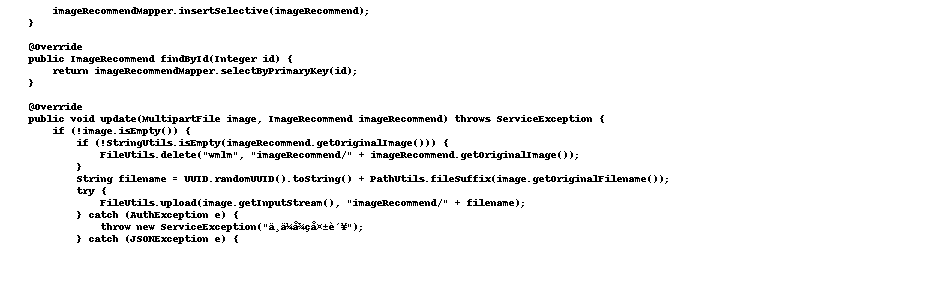 imageRecommendMapper.insertSelective(imageRecommend);
}
@Override
public ImageRecommend findById(Integer id) {
return imageRecommendMapper.selectByPrimaryKey(id);
}
@Override
public void update(MultipartFile image, ImageRecommend imageRecommend) throws ServiceException {
if (!image.isEmpty()) {
if (!StringUtils.isEmpty(imageRecommend.getOriginalImage())) {
FileUtils.delete("wmlm", "imageRecommend/" + imageRecommend.getOriginalImage());
}
String filename = UUID.randomUUID().toString() + PathUtils.fileSuffix(image.getOriginalFilename());
try {
FileUtils.upload(image.getInputStream(), "imageRecommend/" + filename);
} catch (AuthException e) {
throw new ServiceException("ä¸ä¼å¾çå¤±è´¥");
} catch (JSONException e) {